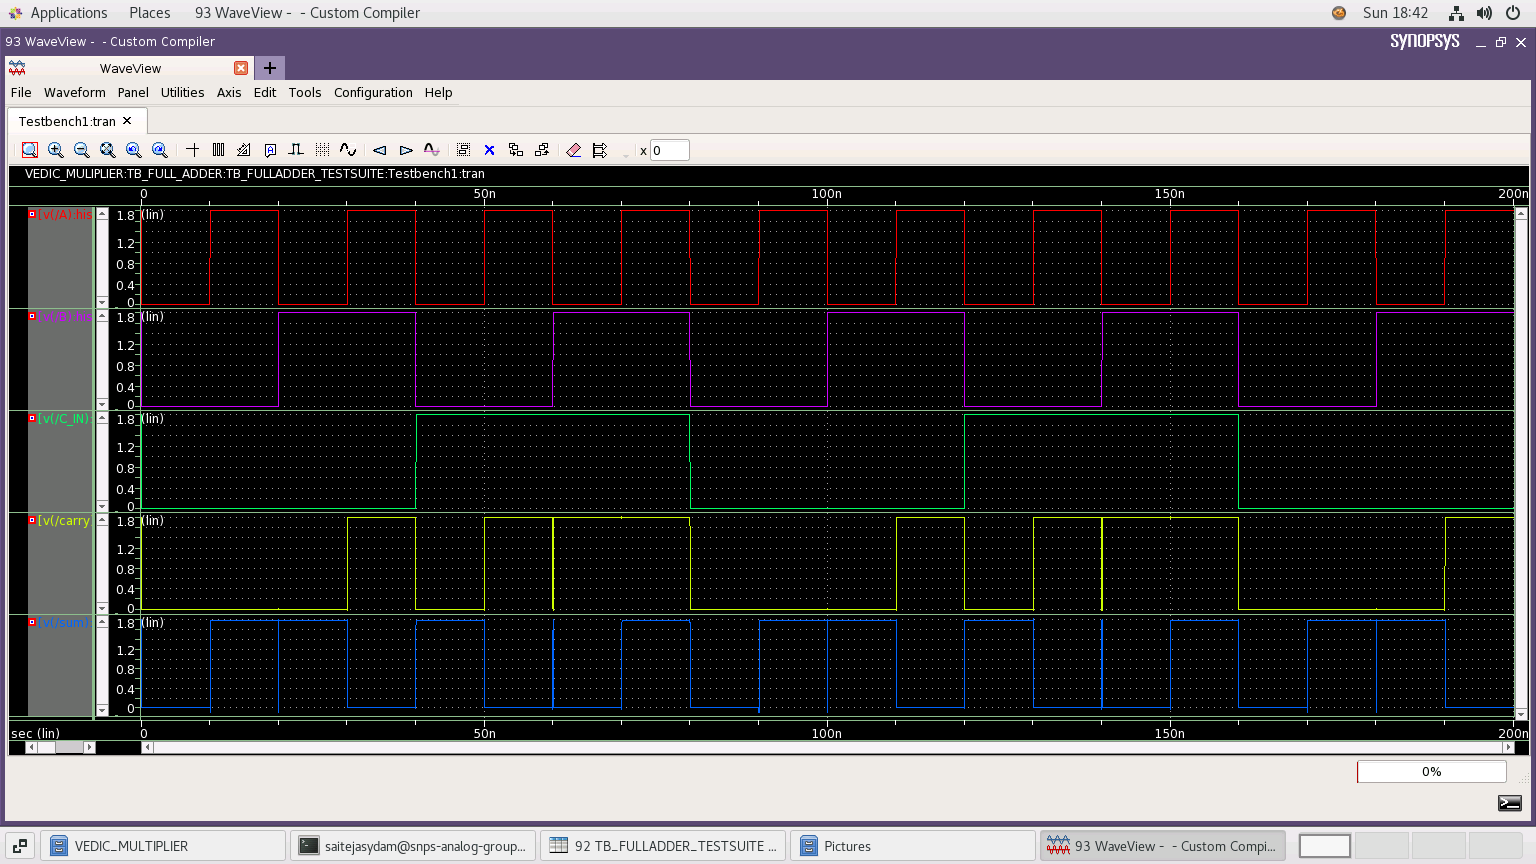 Applications Places 93 WaveView - - Custom Compiler Sun 18:42
93 WaveView - - Custom Compiler SYNOPSYS
WaveView
File Waveform Panel Utilities Axis Edit Tools Configuration Help
Testbench1:tran
x 0
VEDIC_MULIPLIER:TB_FULL_ADDER:TB_FULLADDER_TESTSUITE:Testbench1:tran
0 50n 100n 150n 200n
[v(/A):his 1.8 (lin)
1.2
0.8
0.4
0
[v(/B):his 1.8 (lin)
1.2
0.8
0.4
0
[v(/C_IN): 1.8 (lin)
1.2
0.8
0.4
0
[v(/carry 1.8 (lin)
1.2
0.8
0.4
0
[v(/sum) 1.8 (lin)
1.2
0.8
0.4
0
sec (lin) 0 50n 100n 150n 200n
0%
VEDIC_MULTIPLIER saitejasydam@snps-analog-group... 92 TB_FULLADDER_TESTSUITE ... Pictures 93 WaveView - - Custom Compi...